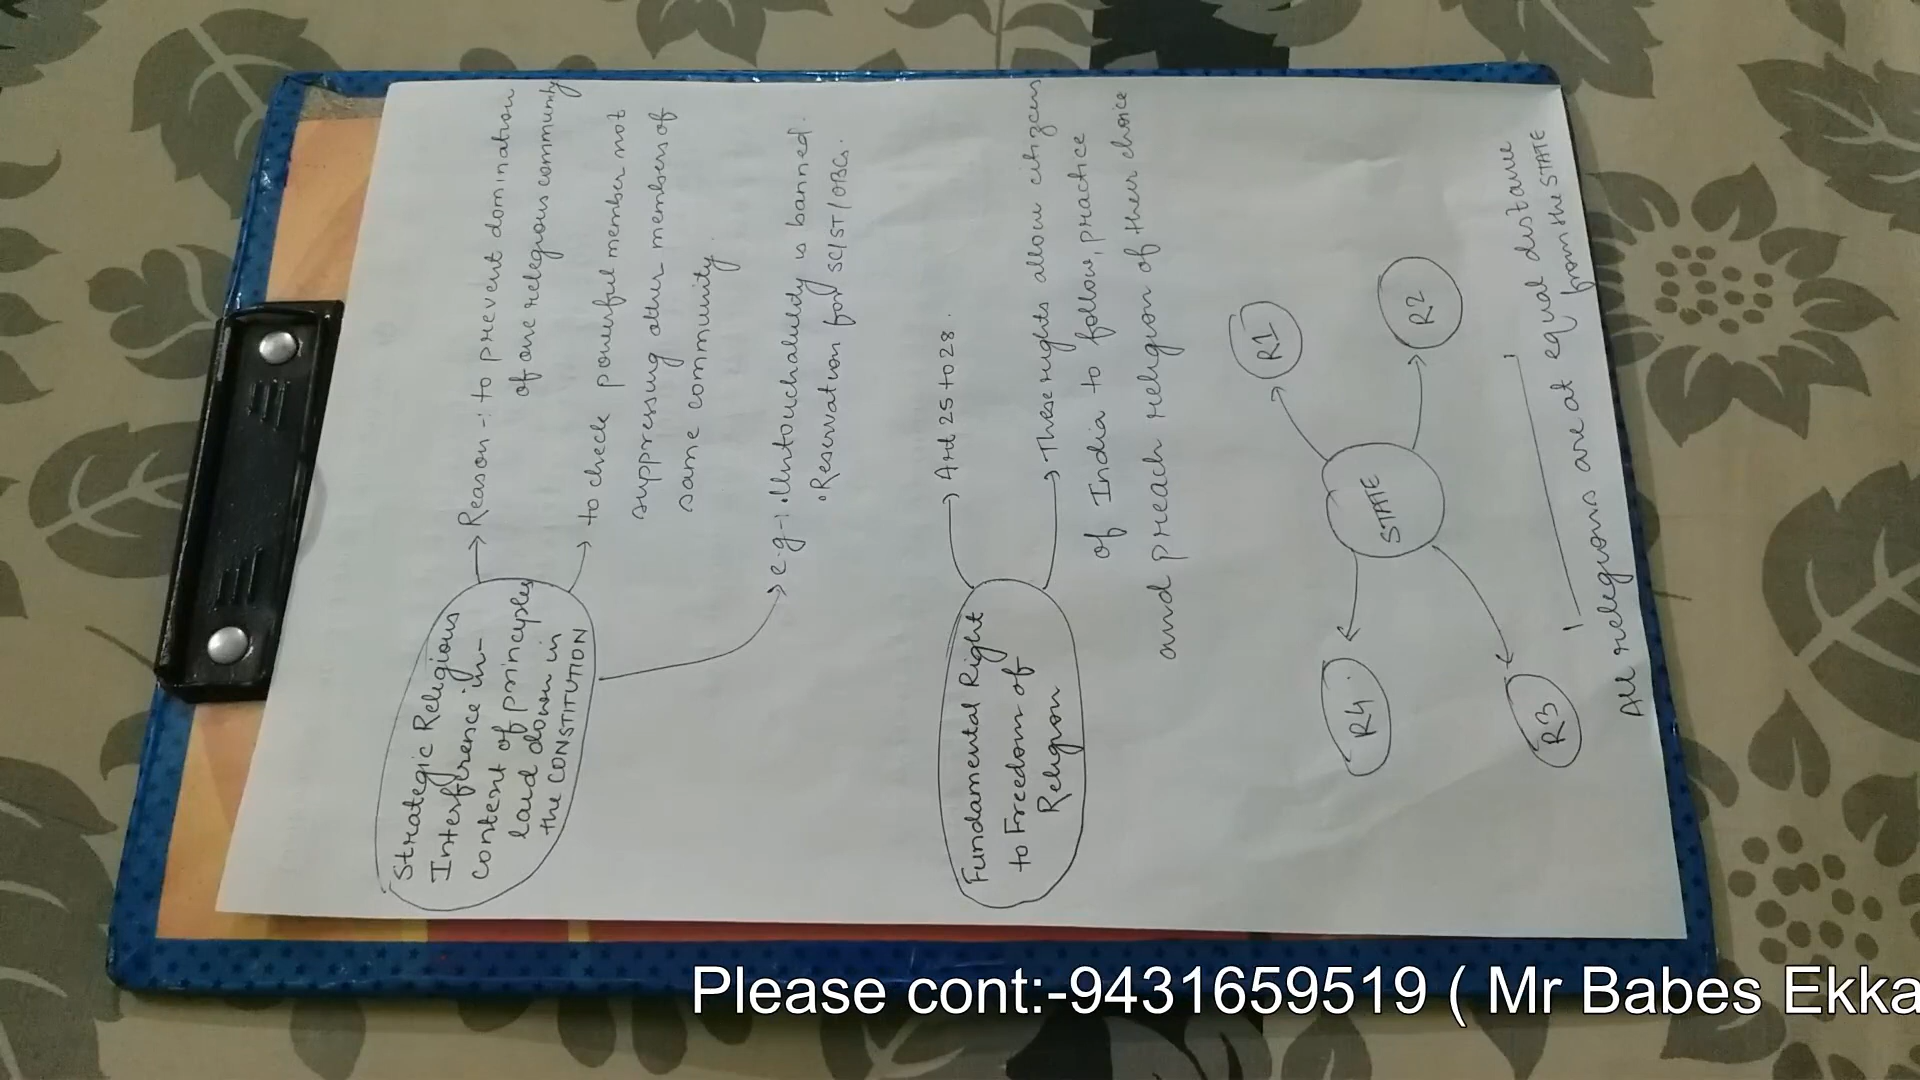 Strategic Religious
Interference in-
context of principles
laid down in
the CONSTITUTION
→ Reason -: to prevent domination
of one religious community
→ to check powerful member not
suppressing other members of
same community.
→ e.g-: • Untouchability is banned.
• Reservation for SC/ST/OBCs.
Fundamental Right
to Freedom of
Religion
→ Art 25 to 28.
→ These rights allow citizens
of India to follow, practice
and preach religion of their choice
R1
R2
STATE
R4.
R3
All religions are at equal distance
from the STATE
Please cont:-9431659519 ( Mr Babes Ekka